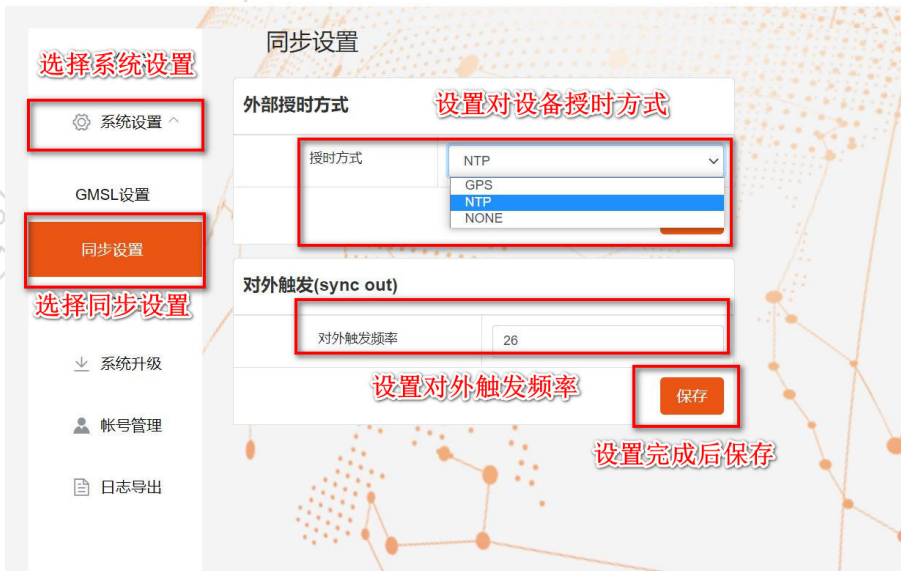 同步设置
选择系统设置
系统设置
GMSL设置
同步设置
选择同步设置
系统升级
帐号管理
日志导出
外部授时方式
设置对设备授时方式
授时方式
NTP
GPS
NTP
NONE
对外触发(sync out)
对外触发频率
26
设置对外触发频率
保存
设置完成后保存